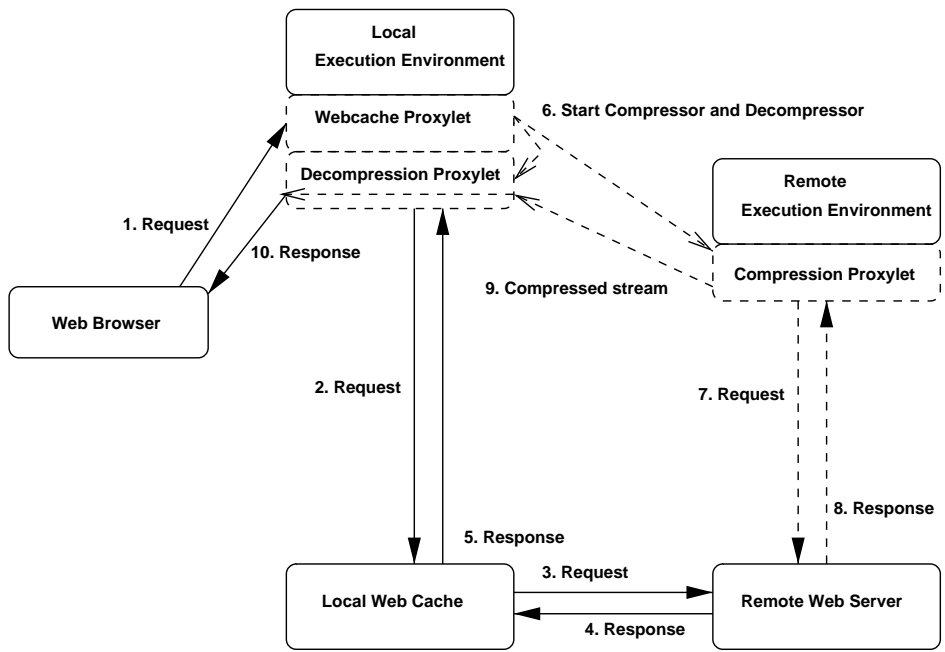 Local
Execution Environment
Webcache Proxylet
6. Start Compressor and Decompressor
Decompression Proxylet
Remote
Execution Environment
1. Request
10. Response
Compression Proxylet
9. Compressed stream
Web Browser
2. Request
7. Request
8. Response
5. Response
3. Request
Local Web Cache
Remote Web Server
4. Response